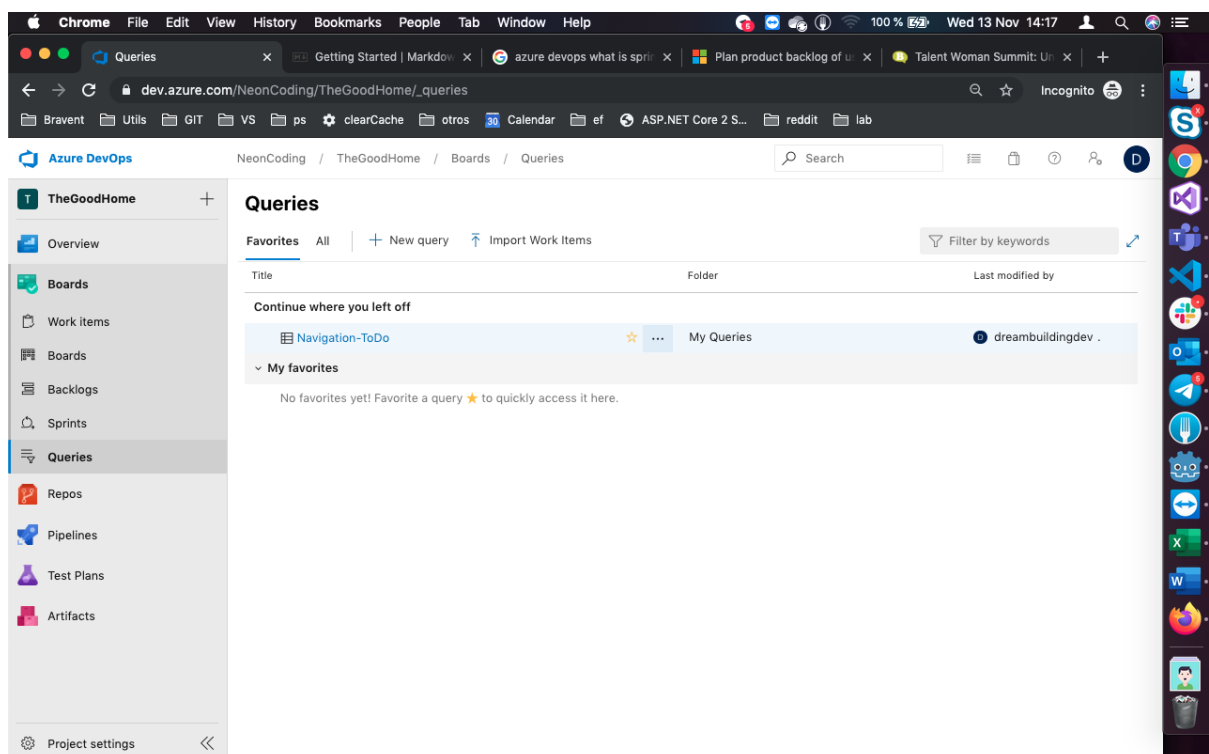 Chrome File Edit View History Bookmarks People Tab Window Help 100 % Wed 13 Nov 14:17
Queries Getting Started | Markdow azure devops what is sprin Plan product backlog of us Talent Woman Summit: Un
dev.azure.com/NeonCoding/TheGoodHome/_queries Incognito
Bravent Utils GIT VS ps clearCache otros 30 Calendar ef ASP.NET Core 2 S... reddit lab
Azure DevOps NeonCoding / TheGoodHome / Boards / Queries Search D
T TheGoodHome
Queries
Overview
Favorites All New query Import Work Items Filter by keywords
Title Folder Last modified by
Boards
Continue where you left off
Work items
Navigation-ToDo ... My Queries D dreambuildingdev .
Boards
My favorites
Backlogs
No favorites yet! Favorite a query ★ to quickly access it here.
Sprints
Queries
Repos
Pipelines
Test Plans
Artifacts
Project settings